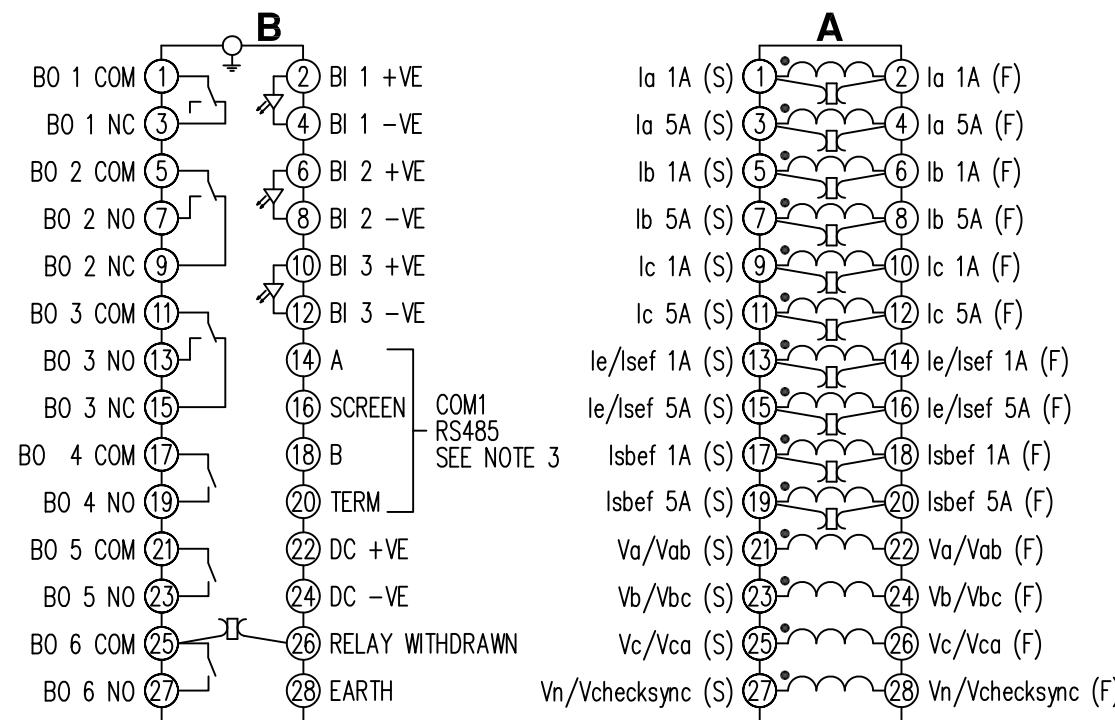 B
BO 1 COM 1 2 BI 1 +VE
BO 1 NC 3 4 BI 1 -VE
BO 2 COM 5 6 BI 2 +VE
BO 2 NO 7 8 BI 2 -VE
BO 2 NC 9 10 BI 3 +VE
BO 3 COM 11 12 BI 3 -VE
BO 3 NO 13 14 A
BO 3 NC 15 16 SCREEN
BO 4 COM 17 18 B
BO 4 NO 19 20 TERM
COM1
RS485
SEE NOTE 3
BO 5 COM 21 22 DC +VE
BO 5 NO 23 24 DC -VE
BO 6 COM 25 26 RELAY WITHDRAWN
BO 6 NO 27 28 EARTH
A
Ia 1A (S) 1 2 Ia 1A (F)
Ia 5A (S) 3 4 Ia 5A (F)
Ib 1A (S) 5 6 Ib 1A (F)
Ib 5A (S) 7 8 Ib 5A (F)
Ic 1A (S) 9 10 Ic 1A (F)
Ic 5A (S) 11 12 Ic 5A (F)
Ie/Isef 1A (S) 13 14 Ie/Isef 1A (F)
Ie/Isef 5A (S) 15 16 Ie/Isef 5A (F)
Isbef 1A (S) 17 18 Isbef 1A (F)
Isbef 5A (S) 19 20 Isbef 5A (F)
Va/Vab (S) 21 22 Va/Vab (F)
Vb/Vbc (S) 23 24 Vb/Vbc (F)
Vc/Vca (S) 25 26 Vc/Vca (F)
Vn/Vchecksync (S) 27 28 Vn/Vchecksync (F)